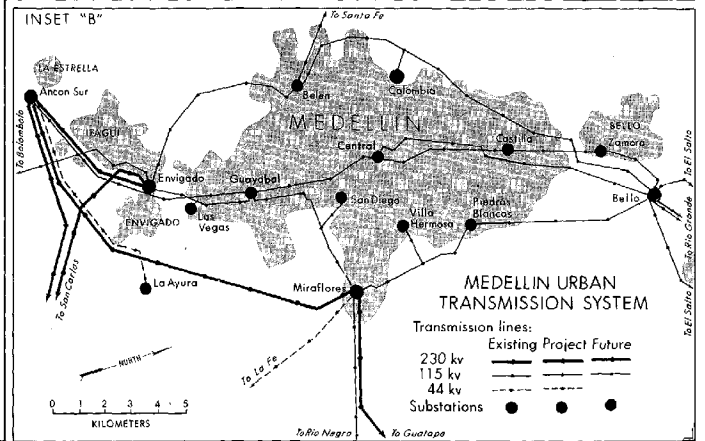 INSET "B"
To Santa Fe
LA ESTRELLA
Ancon Sur
Belen
Colombia
MEDELLIN
ITAGUI
BELLO
Zamora
Castilla
Central
To El Salto
To Bolombolo
Envigado
Guayabal
San Diego
Villa
Hermosa
Piedras
Blancas
Bello
To Rio Grande
ENVIGADO
Las
Vegas
To San Carlos
La Ayura
Miraflores
To El Salto
MEDELLIN URBAN
TRANSMISSION SYSTEM
Transmission lines:
Existing Project Future
230 kv
115 kv
44 kv
Substations
NORTH
To La Fe
0 1 2 3 4 5
KILOMETERS
To Rio Negro
To Guatape